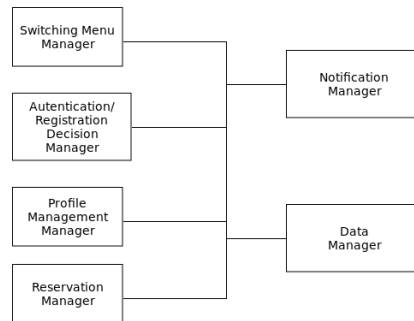 Switching Menu
Manager
Autentication/
Registration
Decision
Manager
Profile
Management
Manager
Reservation
Manager
Notification
Manager
Data
Manager